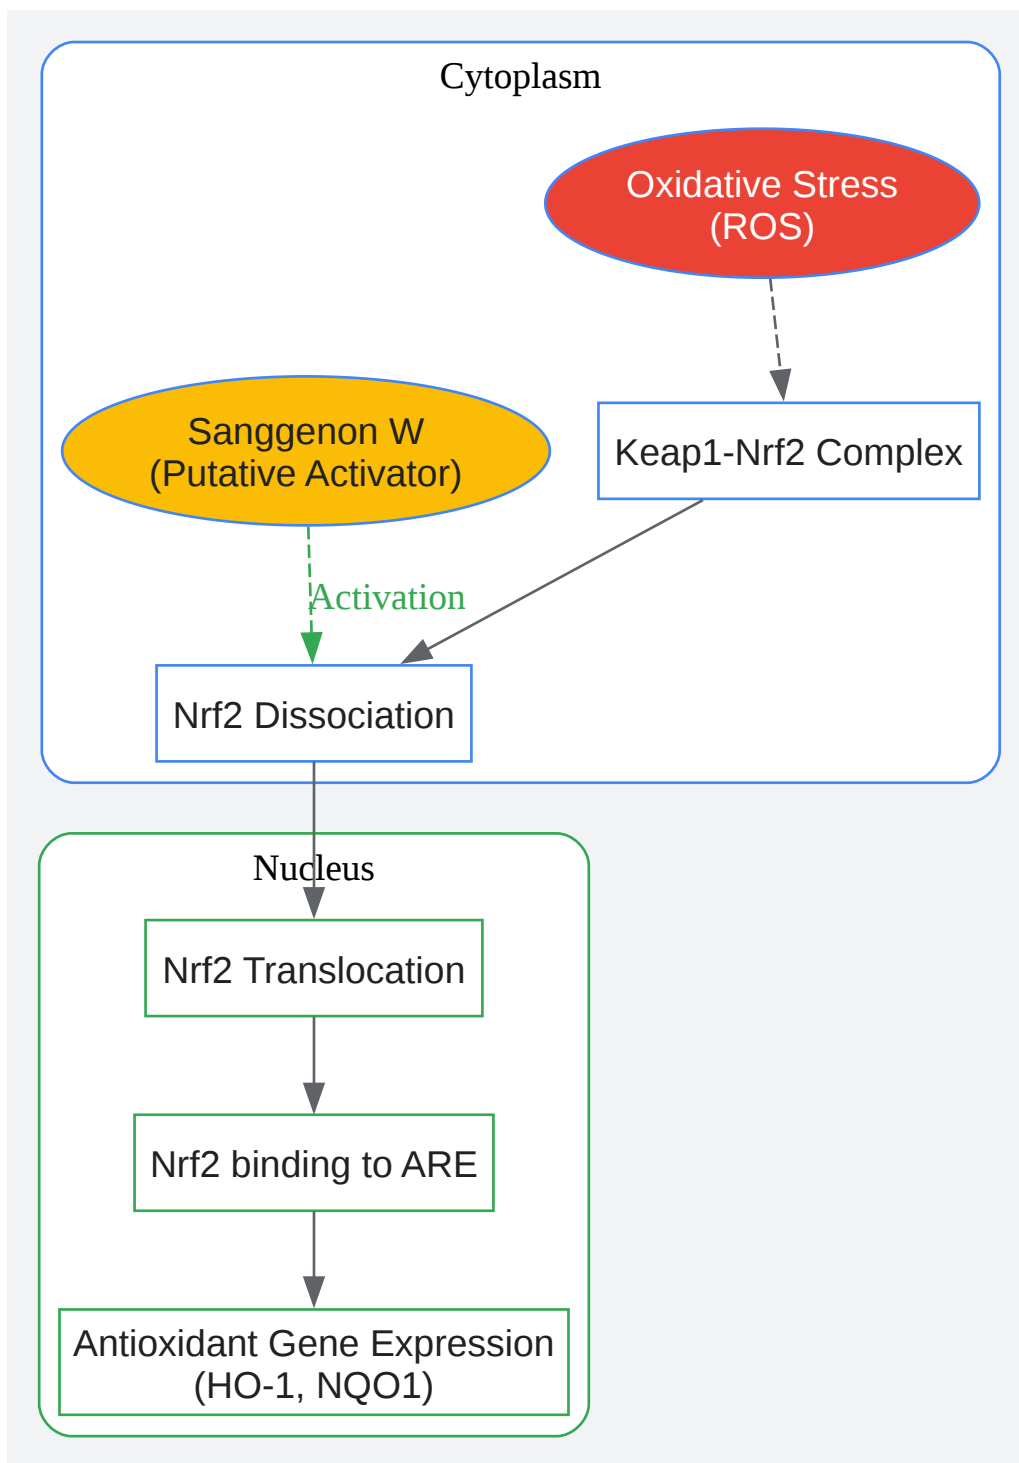 Cytoplasm
Oxidative Stress
(ROS)
Sanggenon W
(Putative Activator)
Keap1-Nrf2 Complex
Activation
Nrf2 Dissociation
Nucleus
Nrf2 Translocation
Nrf2 binding to ARE
Antioxidant Gene Expression
(HO-1, NQO1)